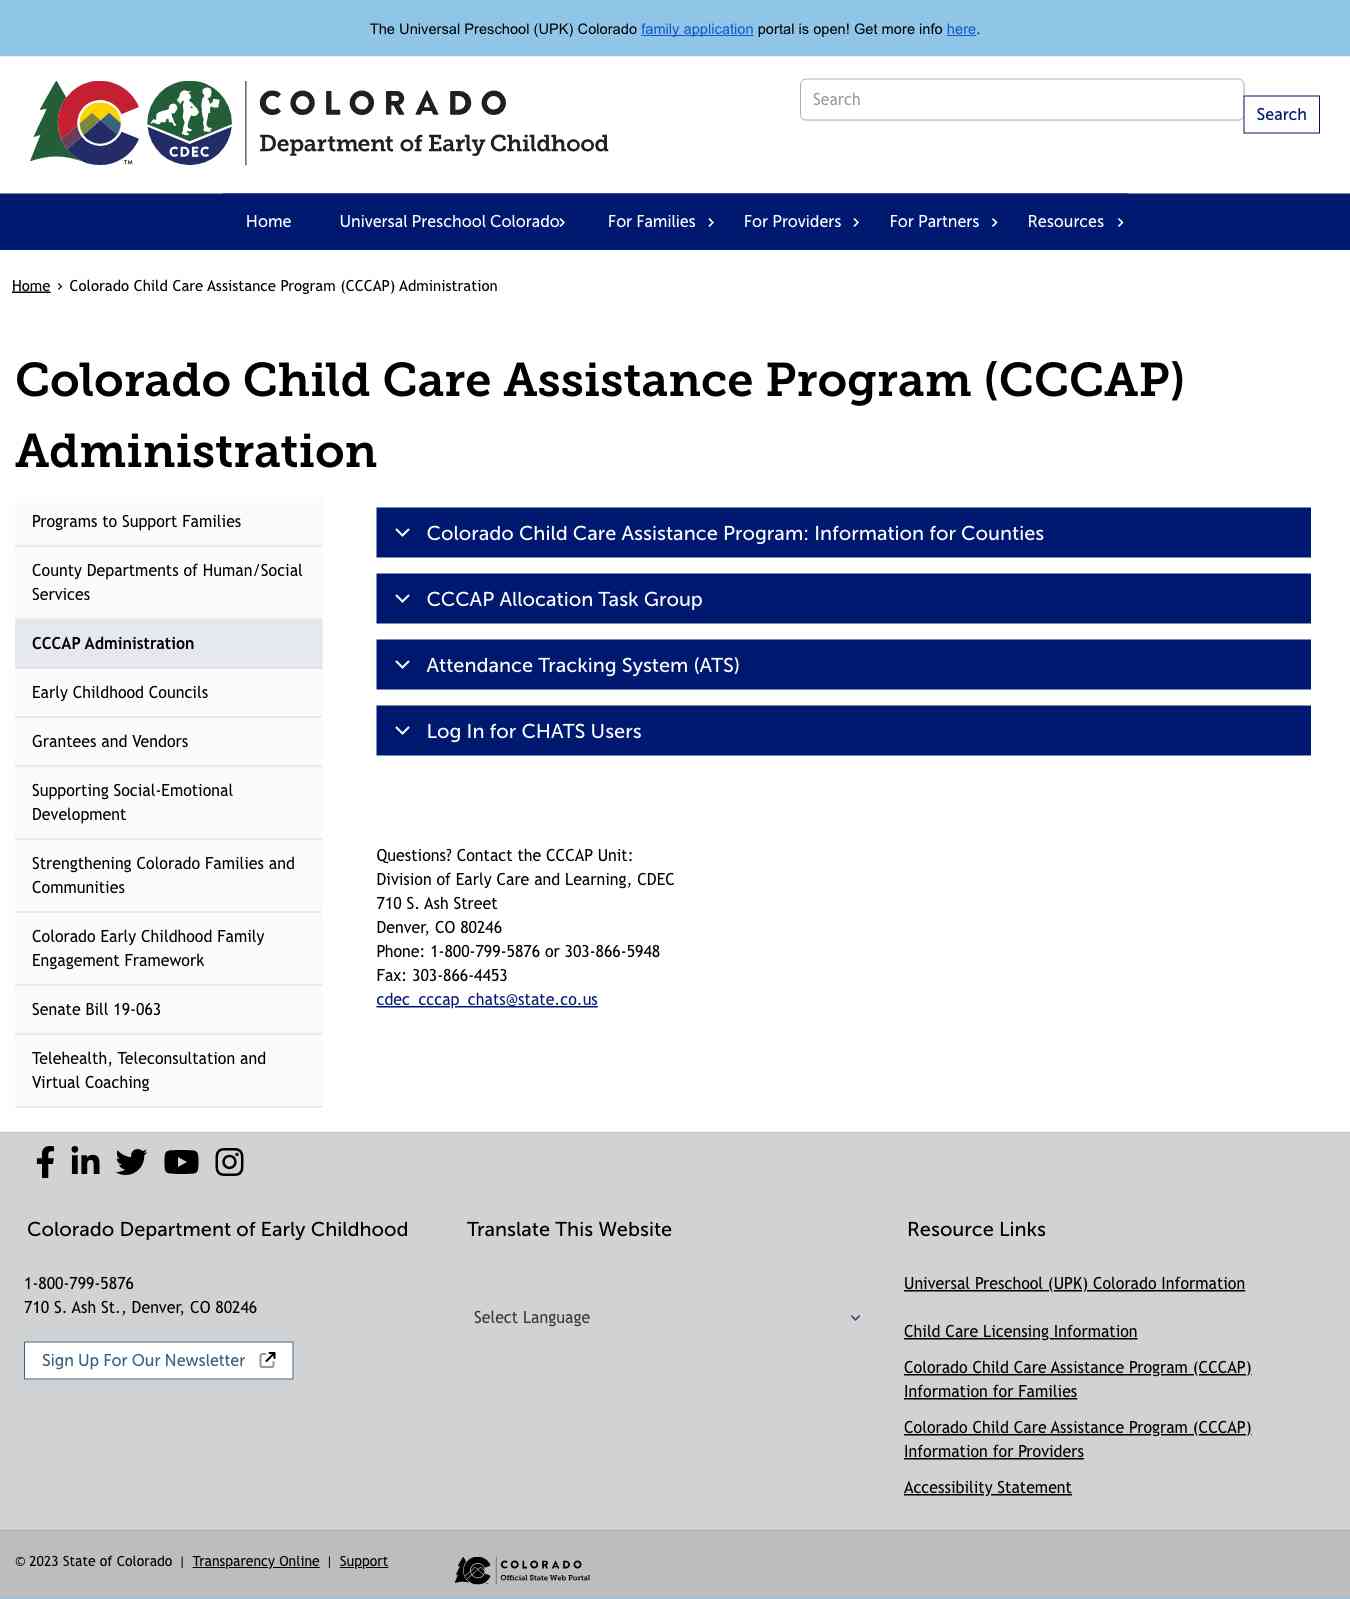 The Universal Preschool (UPK) Colorado family application portal is open! Get more info here.
CDEC
TM
COLORADO
Department of Early Childhood
Search
Search
Home
Universal Preschool Colorado
For Families
For Providers
For Partners
Resources
Home › Colorado Child Care Assistance Program (CCCAP) Administration
Colorado Child Care Assistance Program (CCCAP)
Administration
Programs to Support Families
County Departments of Human/Social
Services
CCCAP Administration
Early Childhood Councils
Grantees and Vendors
Supporting Social-Emotional
Development
Strengthening Colorado Families and
Communities
Colorado Early Childhood Family
Engagement Framework
Senate Bill 19-063
Telehealth, Teleconsultation and
Virtual Coaching
Colorado Child Care Assistance Program: Information for Counties
CCCAP Allocation Task Group
Attendance Tracking System (ATS)
Log In for CHATS Users
Questions? Contact the CCCAP Unit:
Division of Early Care and Learning, CDEC
710 S. Ash Street
Denver, CO 80246
Phone: 1-800-799-5876 or 303-866-5948
Fax: 303-866-4453
cdec_cccap_chats@state.co.us
Colorado Department of Early Childhood
1-800-799-5876
710 S. Ash St., Denver, CO 80246
Sign Up For Our Newsletter
Translate This Website
Select Language
Resource Links
Universal Preschool (UPK) Colorado Information
Child Care Licensing Information
Colorado Child Care Assistance Program (CCCAP)
Information for Families
Colorado Child Care Assistance Program (CCCAP)
Information for Providers
Accessibility Statement
© 2023 State of Colorado | Transparency Online | Support
COLORADO
Official State Web Portal